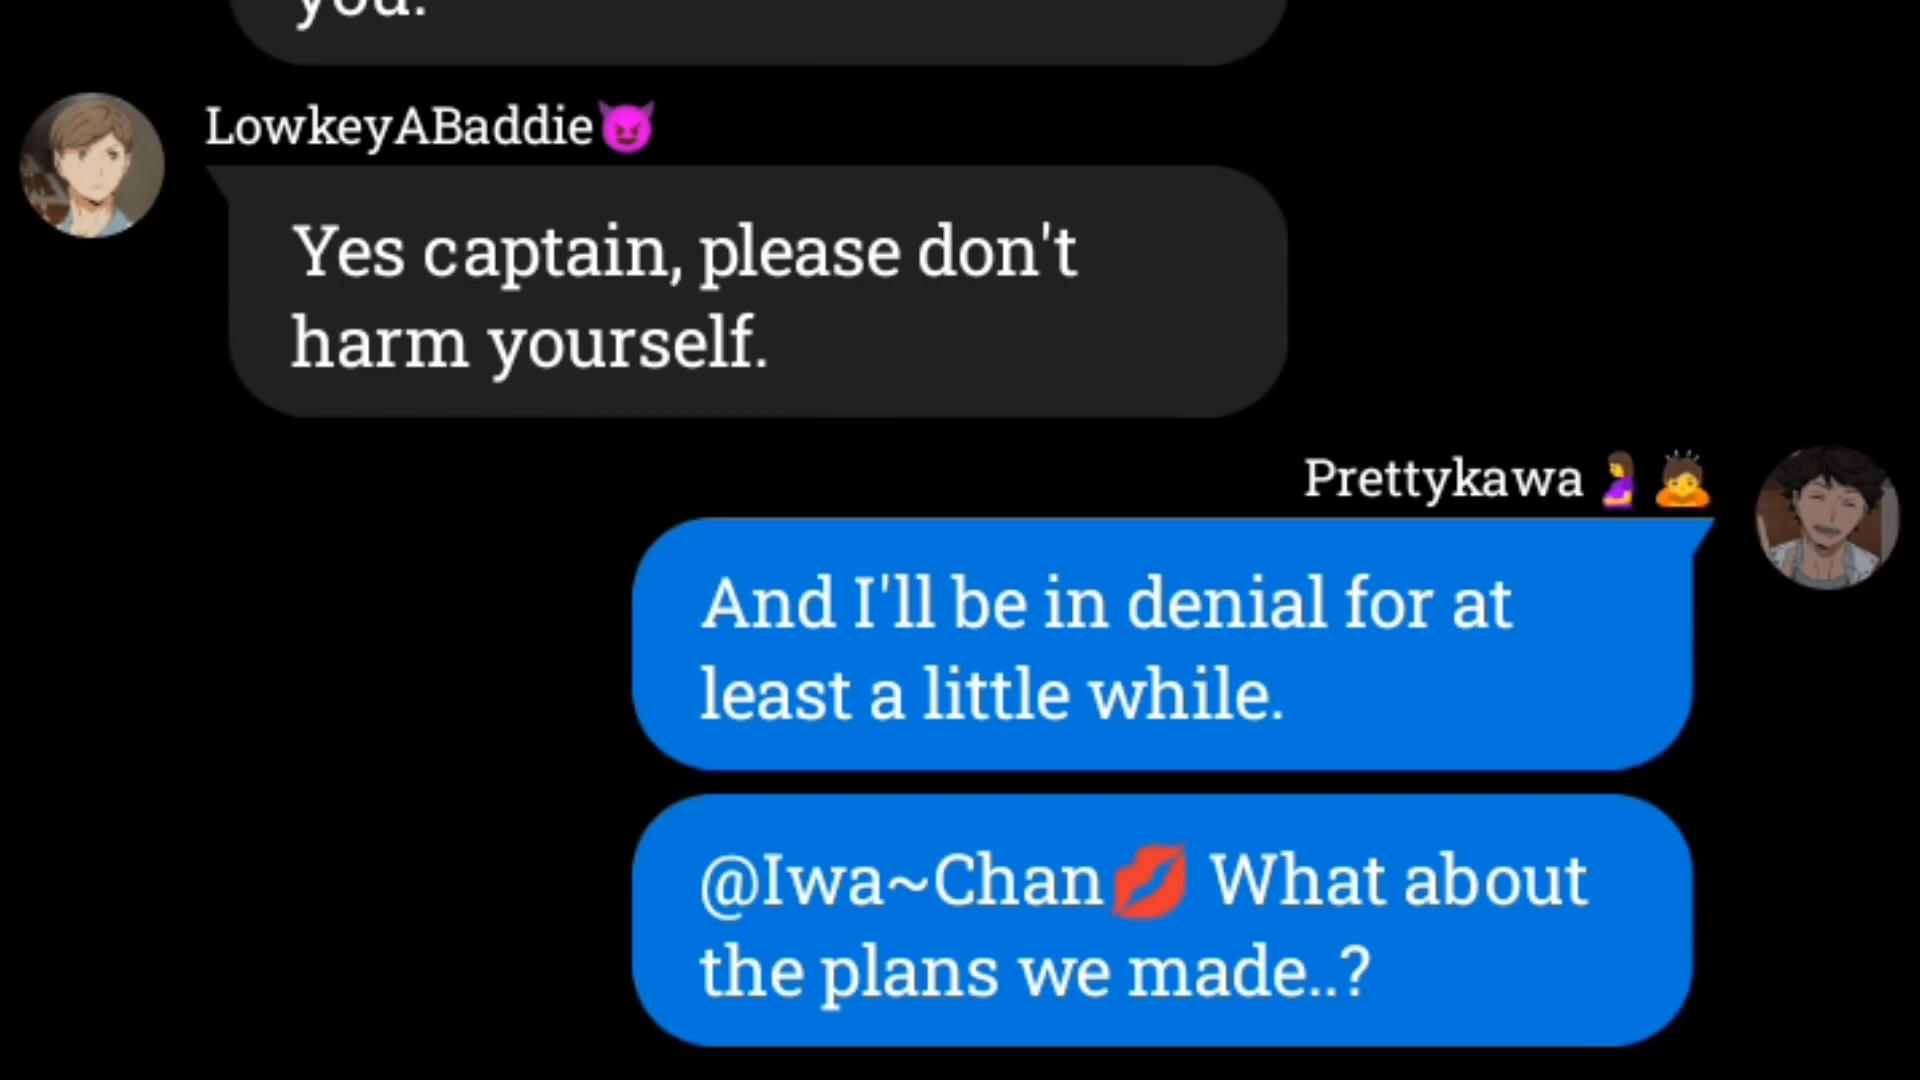 you.
LowkeyABaddie😈
Yes captain, please don't
harm yourself.
Prettykawa🤰🙇
And I'll be in denial for at
least a little while.
@Iwa~Chan💋 What about
the plans we made..?